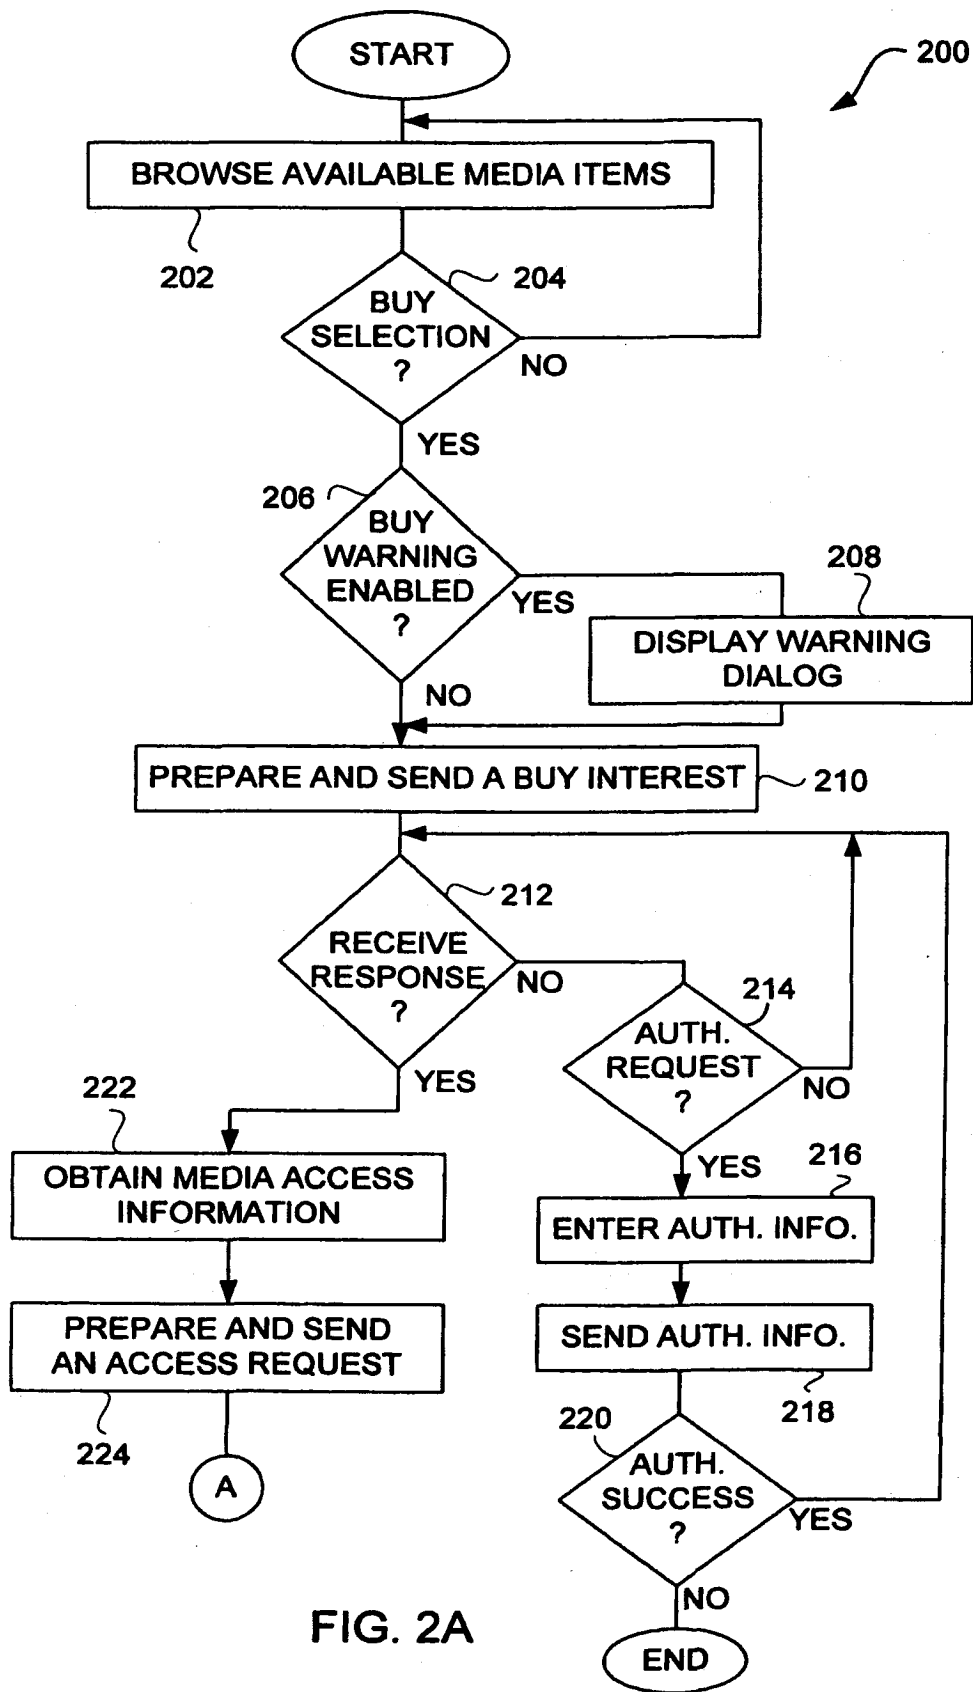 START
200
BROWSE AVAILABLE MEDIA ITEMS
202
204
BUY
SELECTION
?
NO
YES
206
BUY
WARNING
ENABLED
?
YES
NO
208
DISPLAY WARNING
DIALOG
PREPARE AND SEND A BUY INTEREST
210
212
RECEIVE
RESPONSE
?
NO
YES
214
AUTH.
REQUEST
?
NO
YES
222
OBTAIN MEDIA ACCESS
INFORMATION
216
ENTER AUTH. INFO.
PREPARE AND SEND
AN ACCESS REQUEST
224
SEND AUTH. INFO.
218
A
220
AUTH.
SUCCESS
?
YES
NO
END
FIG. 2A